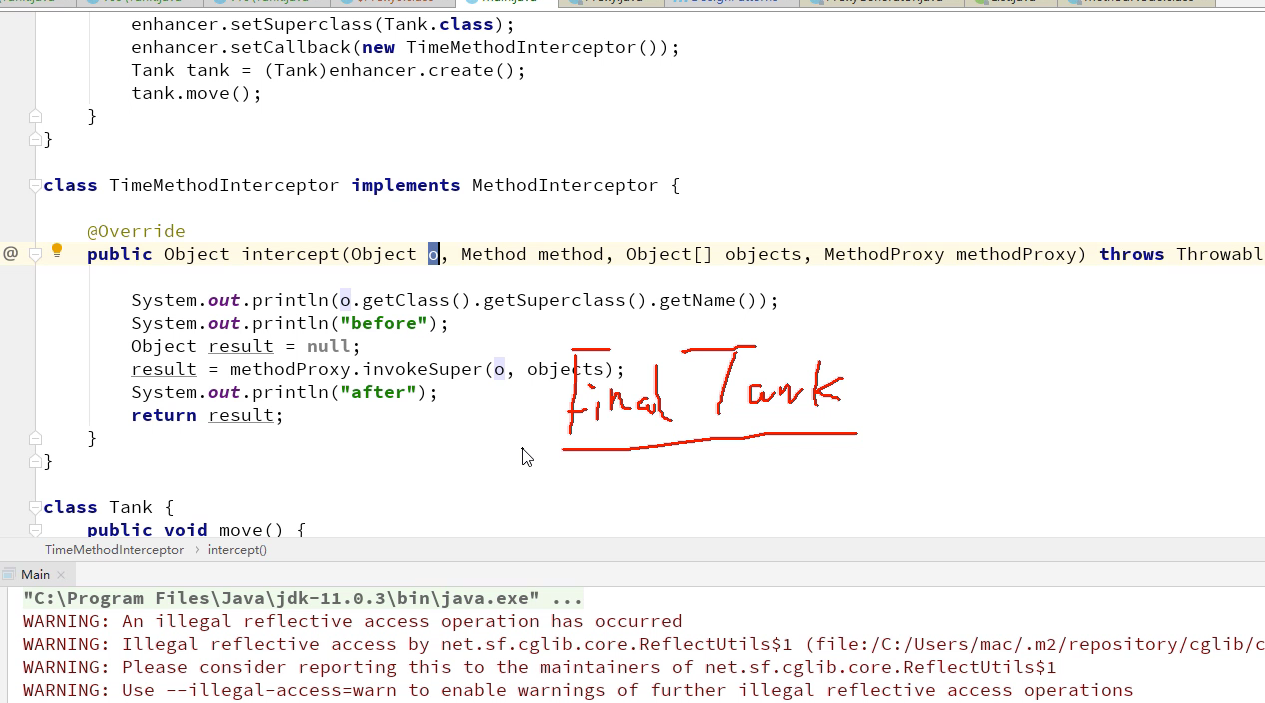 enhancer.setSuperclass(Tank.class);
enhancer.setCallback(new TimeMethodInterceptor());
Tank tank = (Tank)enhancer.create();
tank.move();
}
}
class TimeMethodInterceptor implements MethodInterceptor {
@Override
@ public Object intercept(Object o, Method method, Object[] objects, MethodProxy methodProxy) throws Throwabl
System.out.println(o.getClass().getSuperclass().getName());
System.out.println("before");
Object result = null;
result = methodProxy.invokeSuper(o, objects);
System.out.println("after");
return result;
Final Tank
}
}
class Tank {
public void move() {
TimeMethodInterceptor › intercept()
Main ×
"C:\Program Files\Java\jdk-11.0.3\bin\java.exe" ...
WARNING: An illegal reflective access operation has occurred
WARNING: Illegal reflective access by net.sf.cglib.core.ReflectUtils$1 (file:/C:/Users/mac/.m2/repository/cglib/c
WARNING: Please consider reporting this to the maintainers of net.sf.cglib.core.ReflectUtils$1
WARNING: Use --illegal-access=warn to enable warnings of further illegal reflective access operations